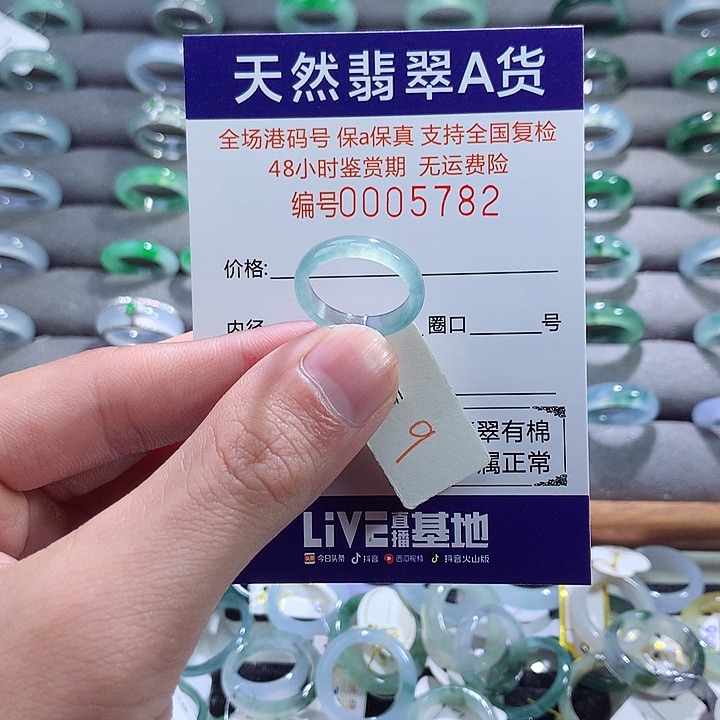 天然翡翠A货
全场港码号 保a保真 支持全国复检
48小时鉴赏期 无运费险
编号0005782
价格:
内径 圈口 号
9
翠有棉
属正常
LiVE直播基地
今日头条 抖音 西瓜视频 抖音火山版